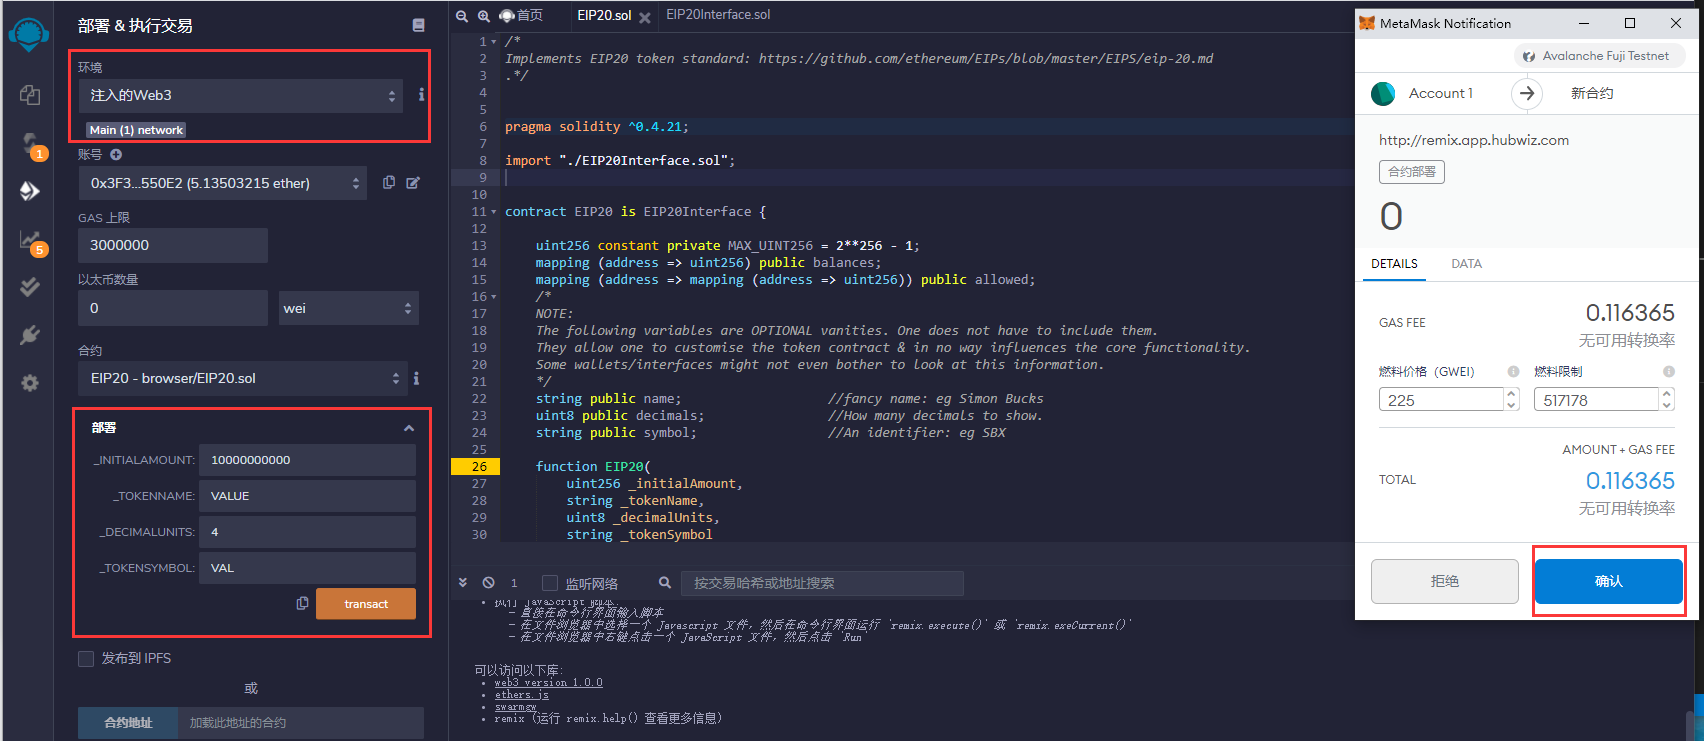 部署 & 执行交易
环境
注入的Web3
Main (1) network
账号
0x3F3...550E2 (5.13503215 ether)
GAS 上限
3000000
以太币数量
0
wei
合约
EIP20 - browser/EIP20.sol
部署
_INITIALAMOUNT: 10000000000
_TOKENNAME: VALUE
_DECIMALUNITS: 4
_TOKENSYMBOL: VAL
transact
发布到 IPFS
或
合约地址 加载此地址的合约
1
5
首页
EIP20.sol
EIP20Interface.sol
1 /*
2 Implements EIP20 token standard: https://github.com/ethereum/EIPs/blob/master/EIPS/eip-20.md
3 .*/
4
5
6 pragma solidity ^0.4.21;
7
8 import "./EIP20Interface.sol";
9
10
11 contract EIP20 is EIP20Interface {
12
13 uint256 constant private MAX_UINT256 = 2**256 - 1;
14 mapping (address => uint256) public balances;
15 mapping (address => mapping (address => uint256)) public allowed;
16 /*
17 NOTE:
18 The following variables are OPTIONAL vanities. One does not have to include them.
19 They allow one to customise the token contract & in no way influences the core functionality.
20 Some wallets/interfaces might not even bother to look at this information.
21 */
22 string public name; //fancy name: eg Simon Bucks
23 uint8 public decimals; //How many decimals to show.
24 string public symbol; //An identifier: eg SBX
25
26 function EIP20(
27 uint256 _initialAmount,
28 string _tokenName,
29 uint8 _decimalUnits,
30 string _tokenSymbol
1
监听网络
按交易哈希或地址搜索
• 执行 JavaScript 脚本:
- 直接在命令行界面输入脚本
- 在文件浏览器中选择一个 Javascript 文件，然后在命令行界面运行 `remix.execute()` 或 `remix.exeCurrent()`
- 在文件浏览器中右键点击一个 JavaScript 文件，然后点击 `Run`
可以访问以下库:
• web3 version 1.0.0
• ethers.js
• swarmgw
• remix (运行 remix.help() 查看更多信息)
MetaMask Notification
Avalanche Fuji Testnet
Account 1
新合约
http://remix.app.hubwiz.com
合约部署
0
DETAILS
DATA
GAS FEE
0.116365
无可用转换率
燃料价格（GWEI）
燃料限制
225
517178
AMOUNT + GAS FEE
TOTAL
0.116365
无可用转换率
拒绝
确认